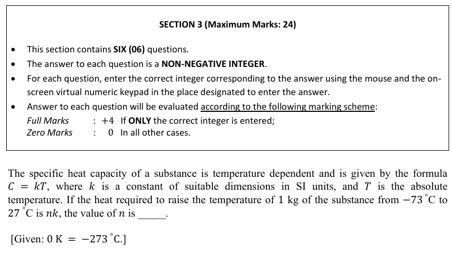 SECTION 3 (Maximum Marks: 24)
• This section contains SIX (06) questions.
• The answer to each question is a NON-NEGATIVE INTEGER.
• For each question, enter the correct integer corresponding to the answer using the mouse and the on-
screen virtual numeric keypad in the place designated to enter the answer.
• Answer to each question will be evaluated according to the following marking scheme:
Full Marks : +4 If ONLY the correct integer is entered;
Zero Marks : 0 In all other cases.
The specific heat capacity of a substance is temperature dependent and is given by the formula
C = kT, where k is a constant of suitable dimensions in SI units, and T is the absolute
temperature. If the heat required to raise the temperature of 1 kg of the substance from −73 °C to
27 °C is nk, the value of n is _____.
[Given: 0 K = −273 °C.]